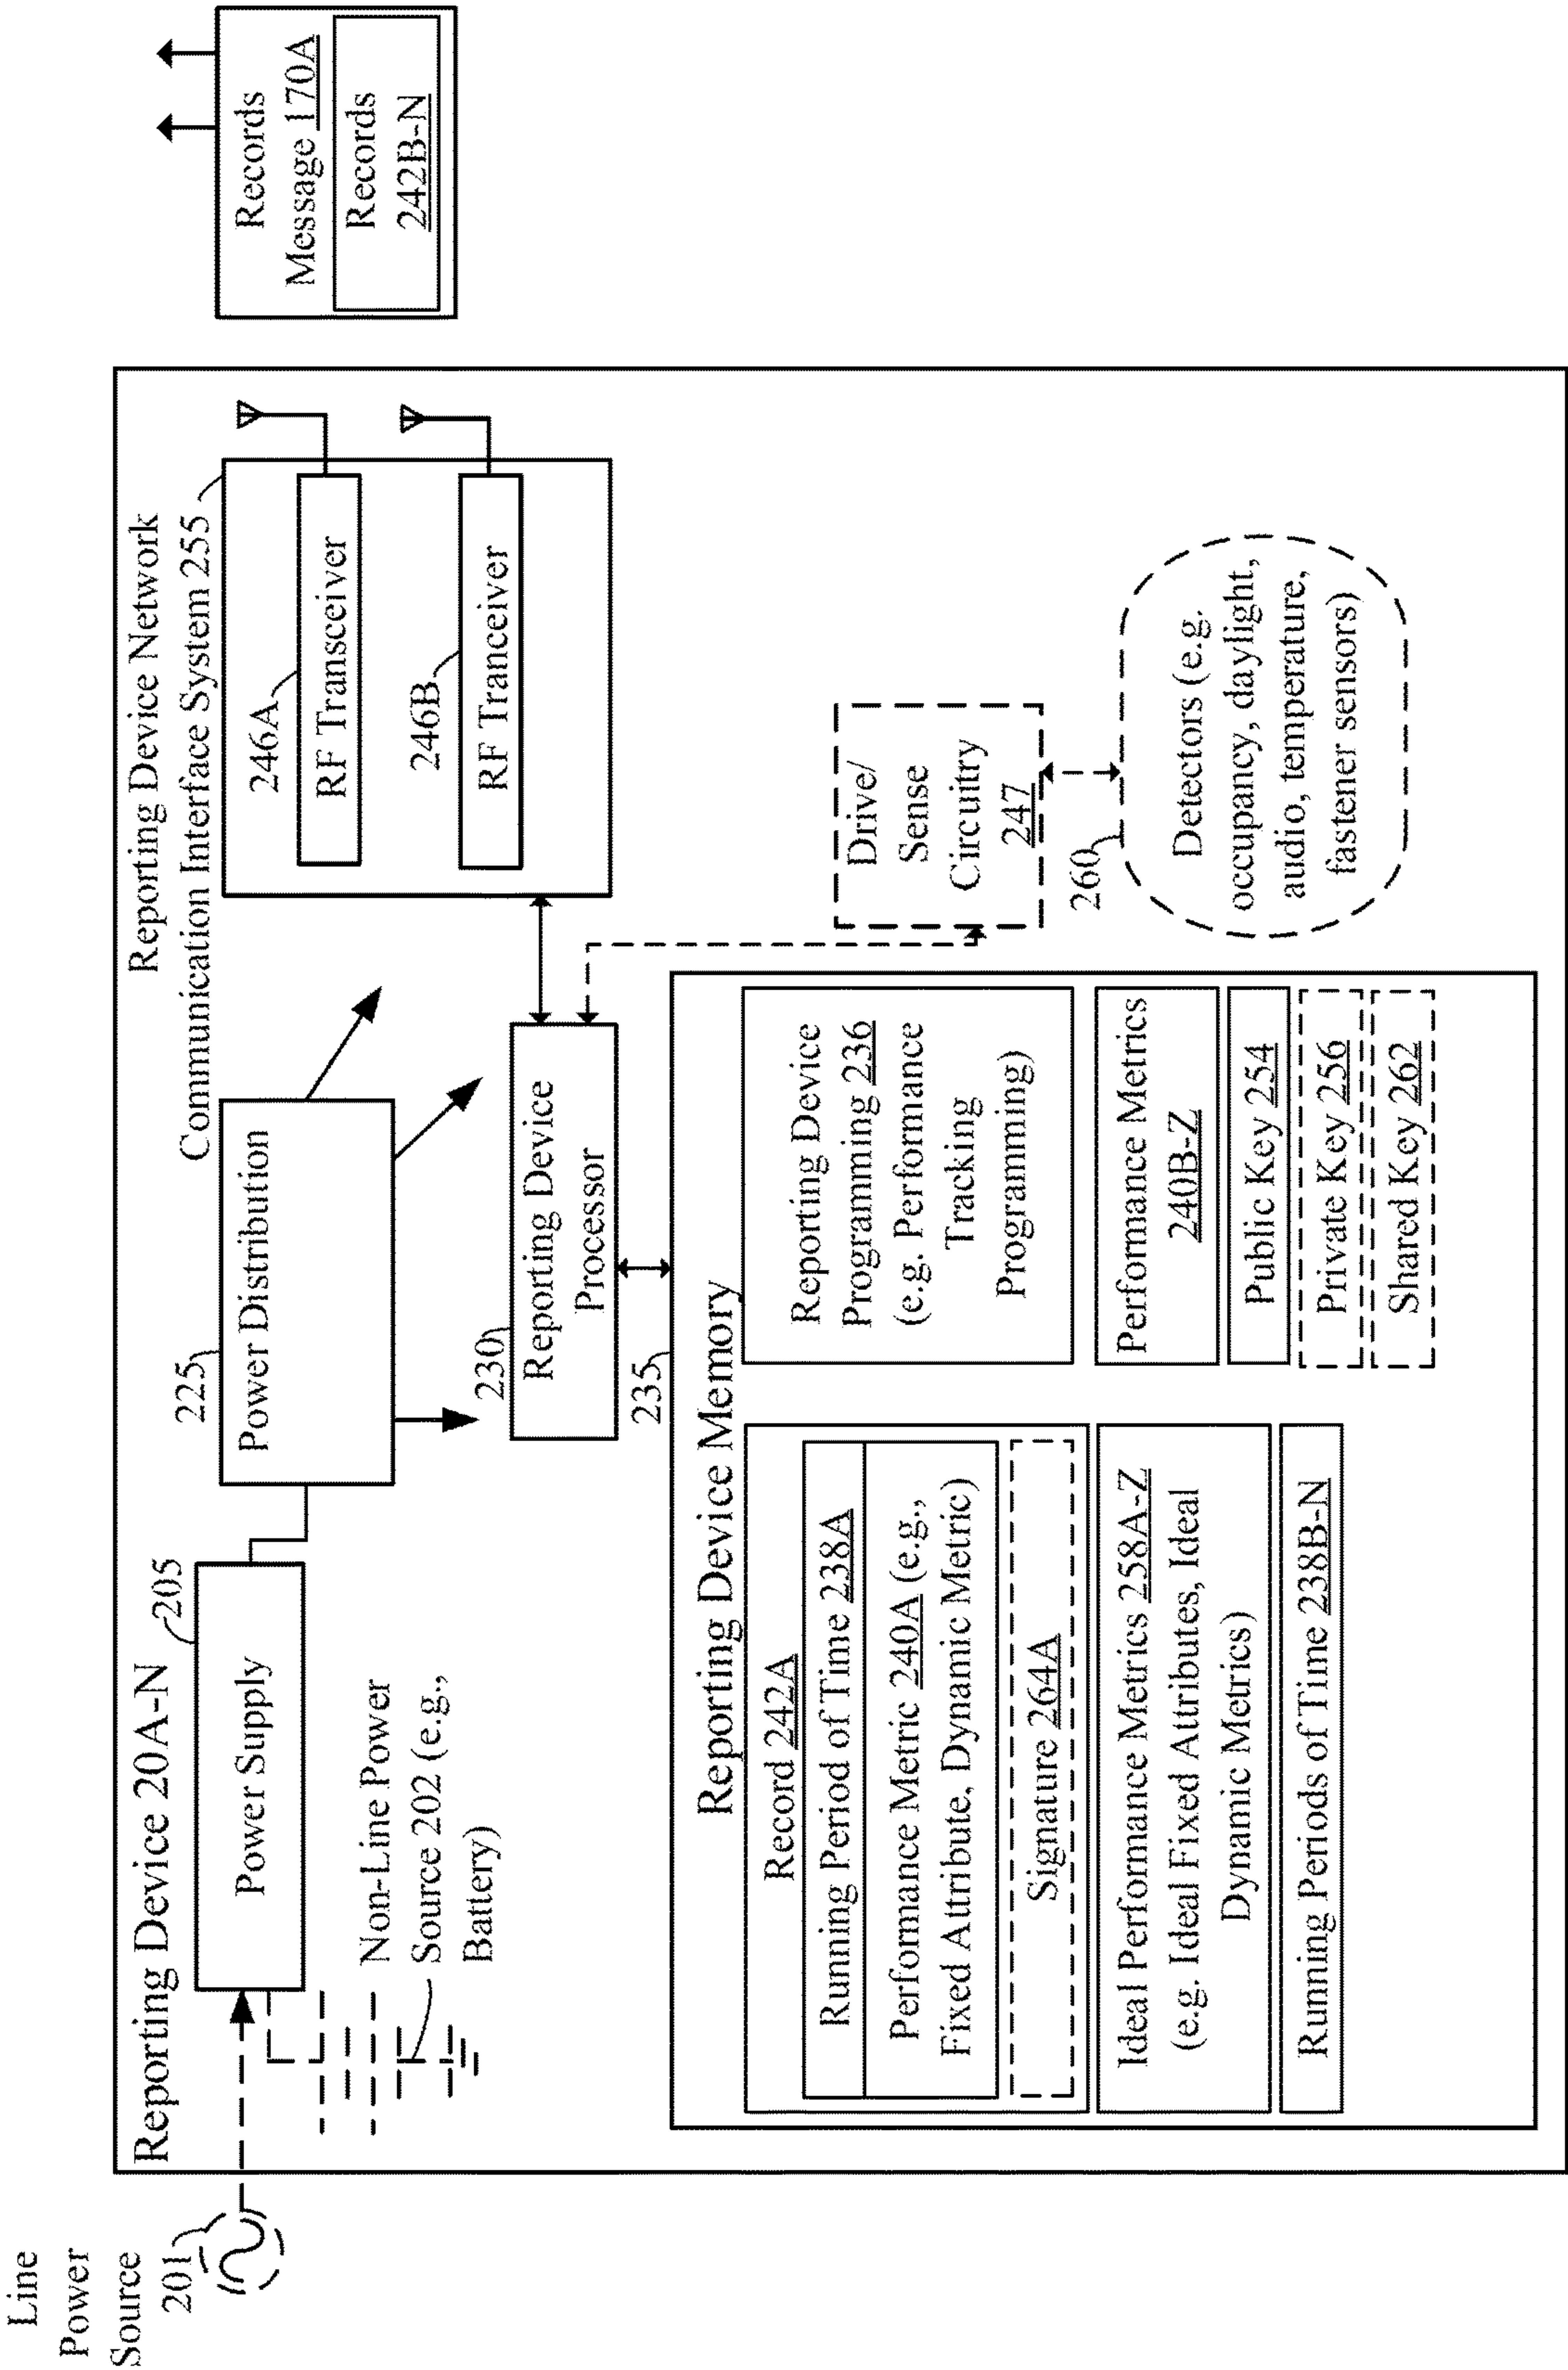 Line
Power
Source
201
Reporting Device 20A-N
205
Power Supply
Non-Line Power
Source 202 (e.g.,
Battery)
225
Power Distribution
Reporting Device Network
Communication Interface System 255
246A
RF Transceiver
246B
RF Tranceiver
Records
Message 170A
Records
242B-N
230
Reporting Device
Processor
235
Drive/
Sense
Circuitry
247
260
Detectors (e.g.
occupancy, daylight,
audio, temperature,
fastener sensors)
Reporting Device Memory
Record 242A
Running Period of Time 238A
Performance Metric 240A (e.g.,
Fixed Attribute, Dynamic Metric)
Signature 264A
Ideal Performance Metrics 258A-Z
(e.g. Ideal Fixed Attributes, Ideal
Dynamic Metrics)
Running Periods of Time 238B-N
Reporting Device
Programming 236
(e.g. Performance
Tracking
Programming)
Performance Metrics
240B-Z
Public Key 254
Private Key 256
Shared Key 262